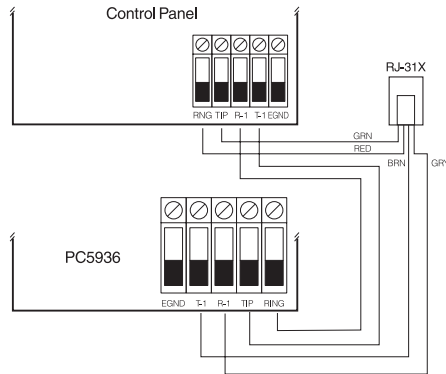 Control Panel
RJ-31X
RNG TIP R-1 T-1 EGND
GRN
RED
BRN
GRY
PC5936
EGND T-1 R-1 TIP RING